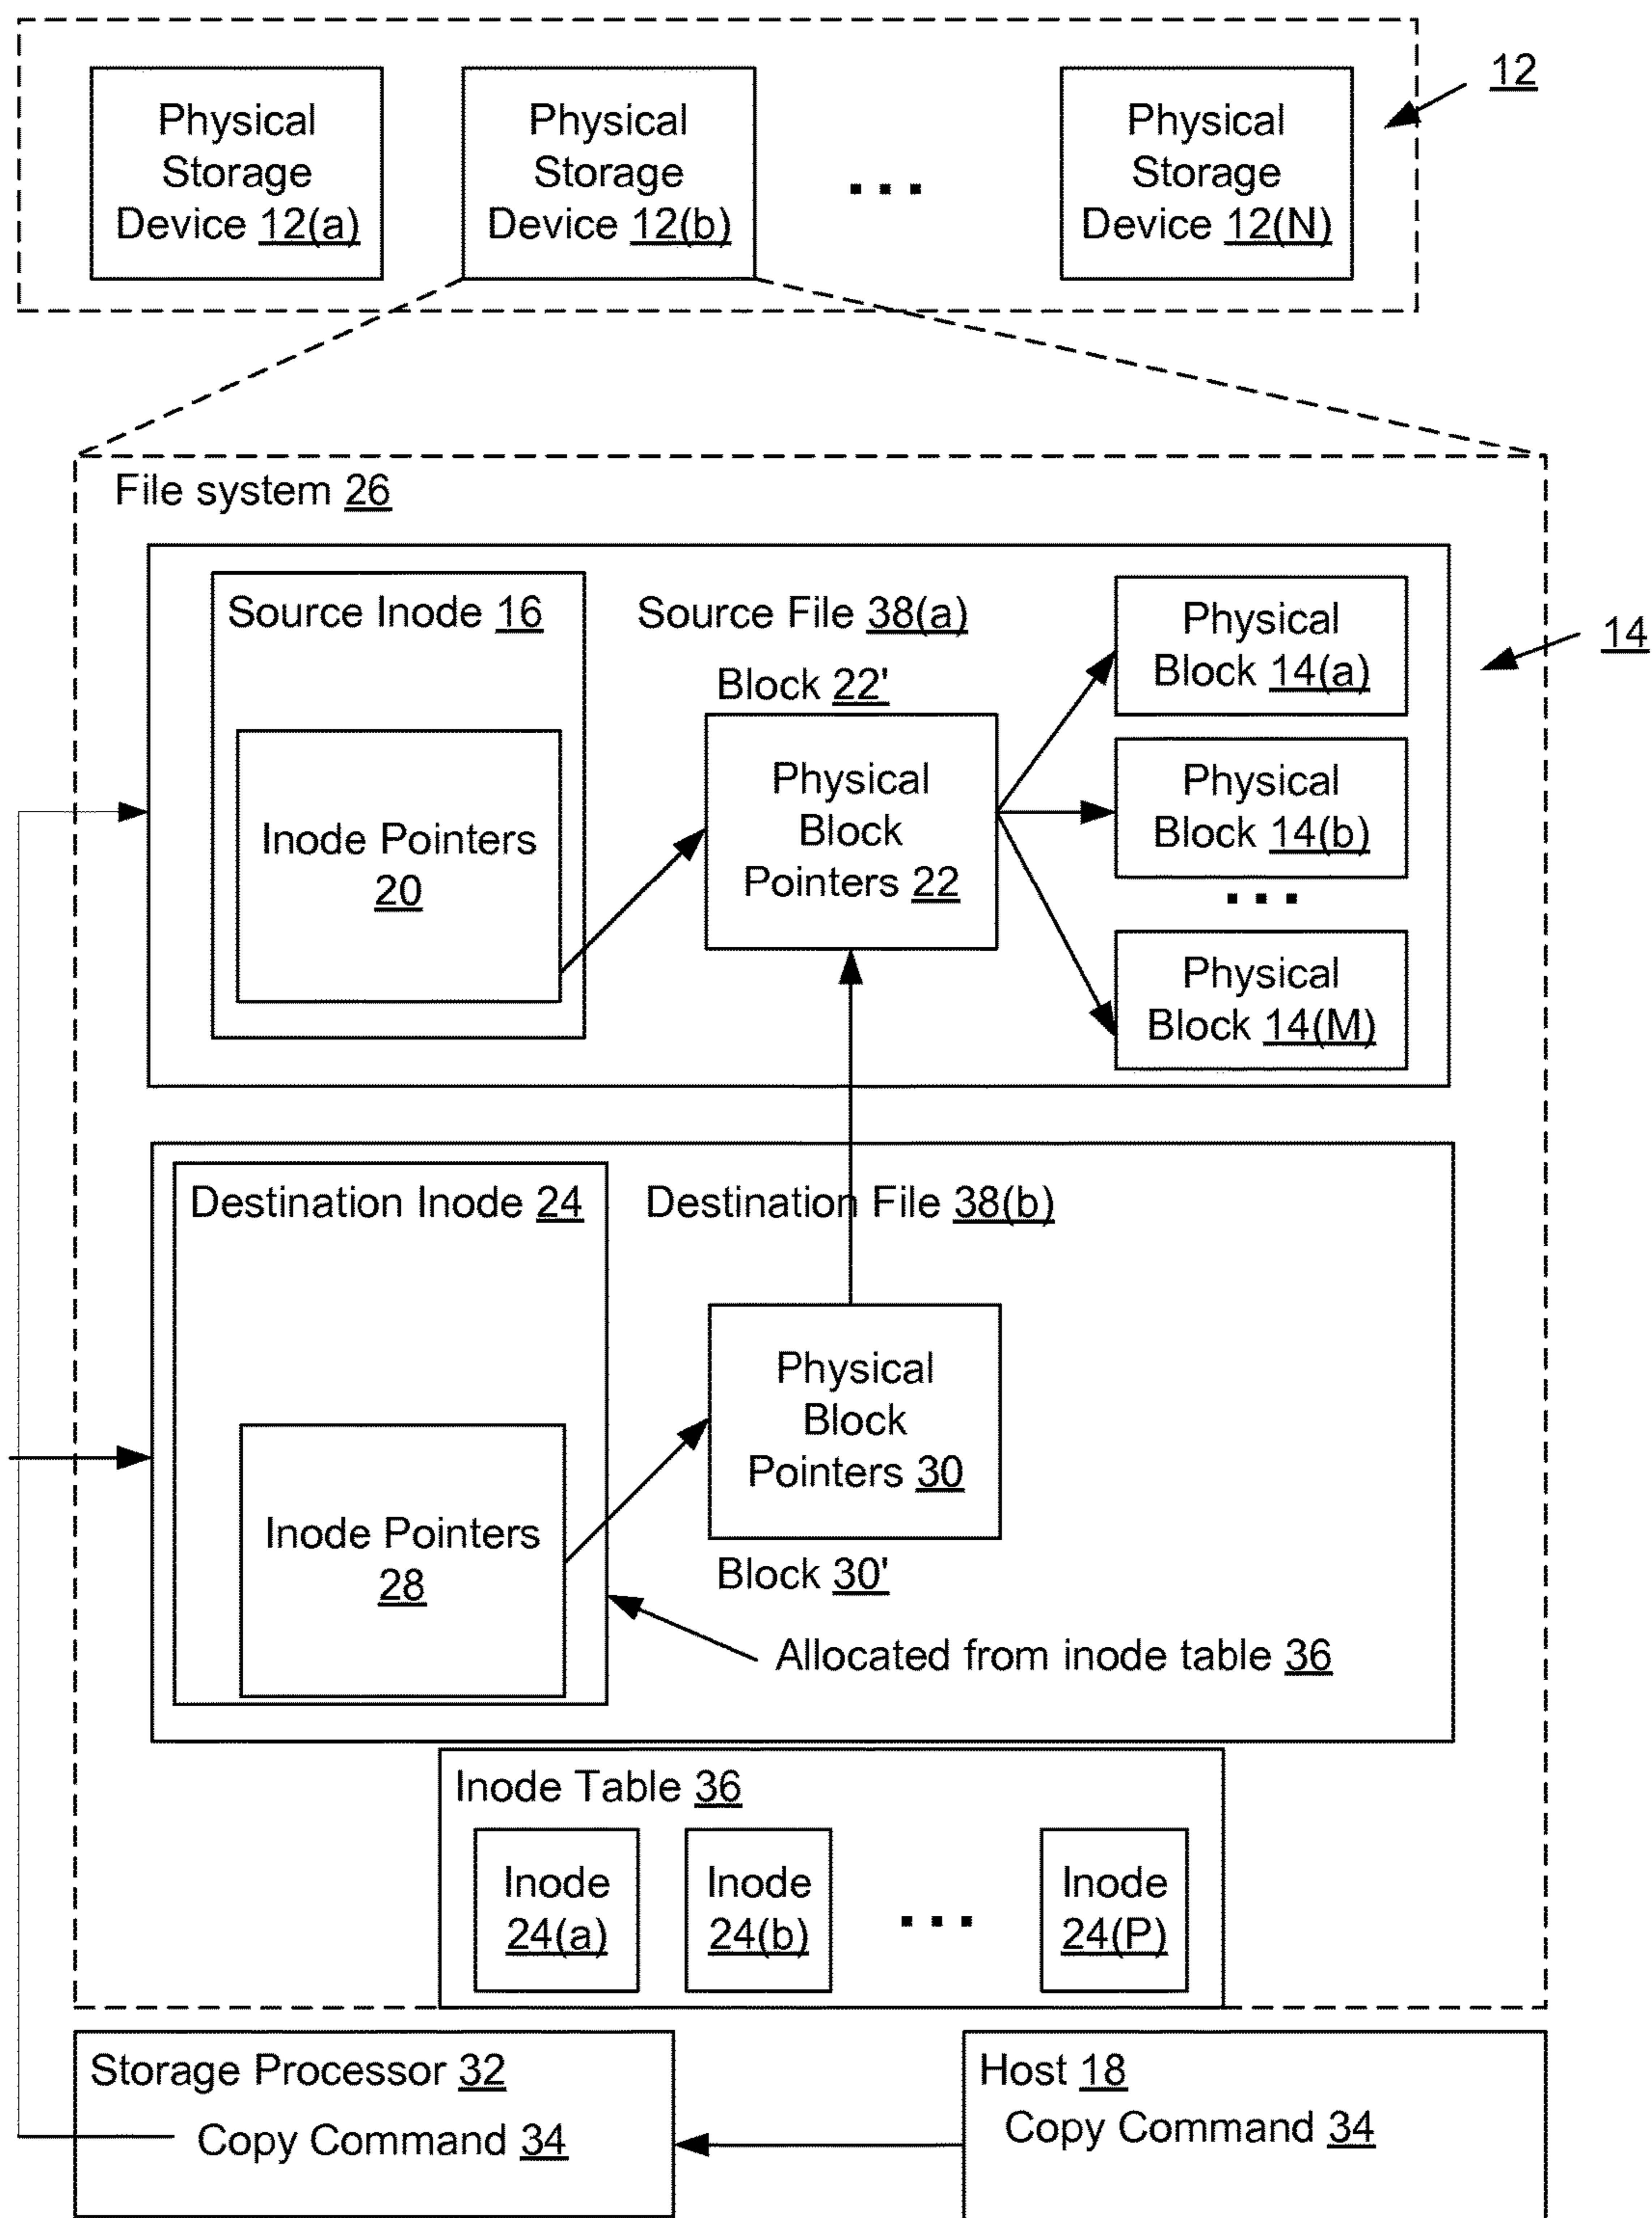 12
Physical
Storage
Device 12(a)
Physical
Storage
Device 12(b)
...
Physical
Storage
Device 12(N)
File system 26
Source Inode 16
Source File 38(a)
14
Block 22'
Inode Pointers
20
Physical
Block
Pointers 22
Physical
Block 14(a)
Physical
Block 14(b)
...
Physical
Block 14(M)
Destination Inode 24
Destination File 38(b)
Inode Pointers
28
Physical
Block
Pointers 30
Block 30'
Allocated from inode table 36
Inode Table 36
Inode
24(a)
Inode
24(b)
...
Inode
24(P)
Storage Processor 32
Copy Command 34
Host 18
Copy Command 34